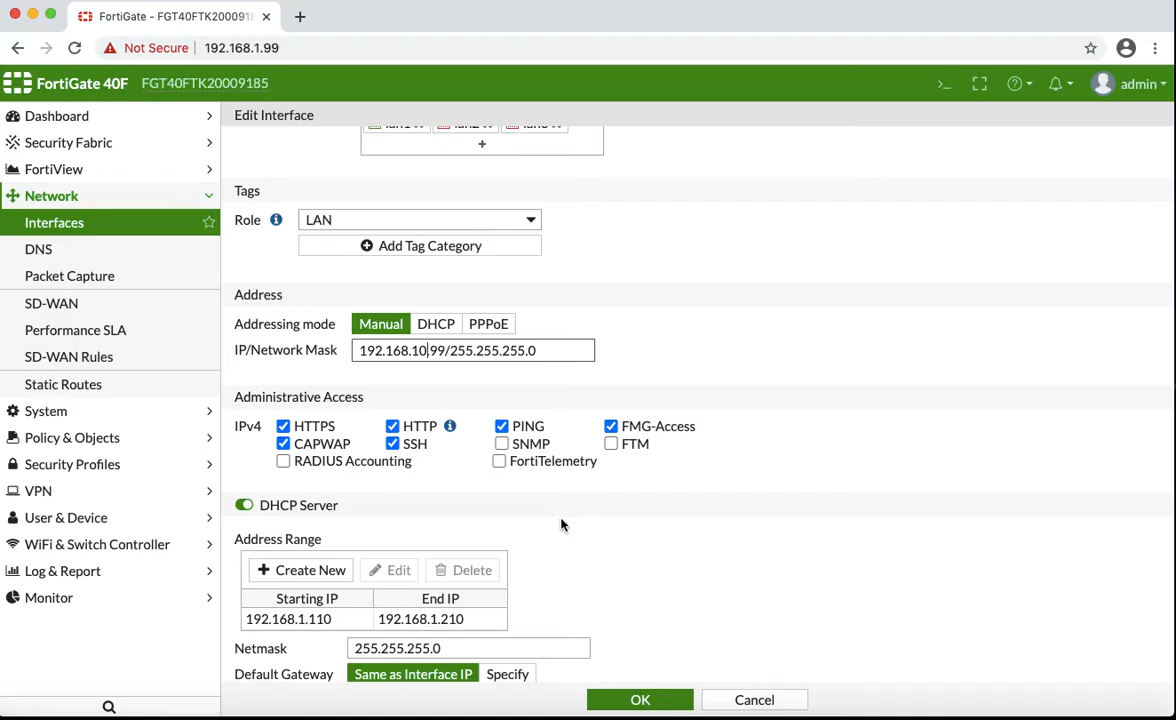 FortiGate - FGT40FTK2000918
Not Secure
192.168.1.99
FortiGate 40F
FGT40FTK20009185
admin
Dashboard
Security Fabric
FortiView
Network
Interfaces
DNS
Packet Capture
SD-WAN
Performance SLA
SD-WAN Rules
Static Routes
System
Policy & Objects
Security Profiles
VPN
User & Device
WiFi & Switch Controller
Log & Report
Monitor
Edit Interface
Tags
Role
LAN
Add Tag Category
Address
Addressing mode Manual DHCP PPPoE
IP/Network Mask 192.168.10.99/255.255.255.0
Administrative Access
IPv4 HTTPS HTTP PING FMG-Access
CAPWAP SSH SNMP FTM
RADIUS Accounting FortiTelemetry
DHCP Server
Address Range
Create New Edit Delete
Starting IP End IP
192.168.1.110 192.168.1.210
Netmask 255.255.255.0
Default Gateway Same as Interface IP Specify
OK Cancel